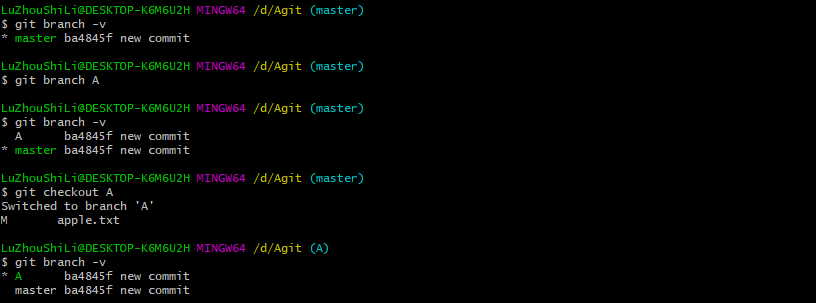 LuZhouShiLi@DESKTOP-K6M6U2H MINGW64 /d/Agit (master)
$ git branch -v
* master ba4845f new commit
LuZhouShiLi@DESKTOP-K6M6U2H MINGW64 /d/Agit (master)
$ git branch A
LuZhouShiLi@DESKTOP-K6M6U2H MINGW64 /d/Agit (master)
$ git branch -v
  A      ba4845f new commit
* master ba4845f new commit
LuZhouShiLi@DESKTOP-K6M6U2H MINGW64 /d/Agit (master)
$ git checkout A
Switched to branch 'A'
M       apple.txt
LuZhouShiLi@DESKTOP-K6M6U2H MINGW64 /d/Agit (A)
$ git branch -v
* A      ba4845f new commit
  master ba4845f new commit